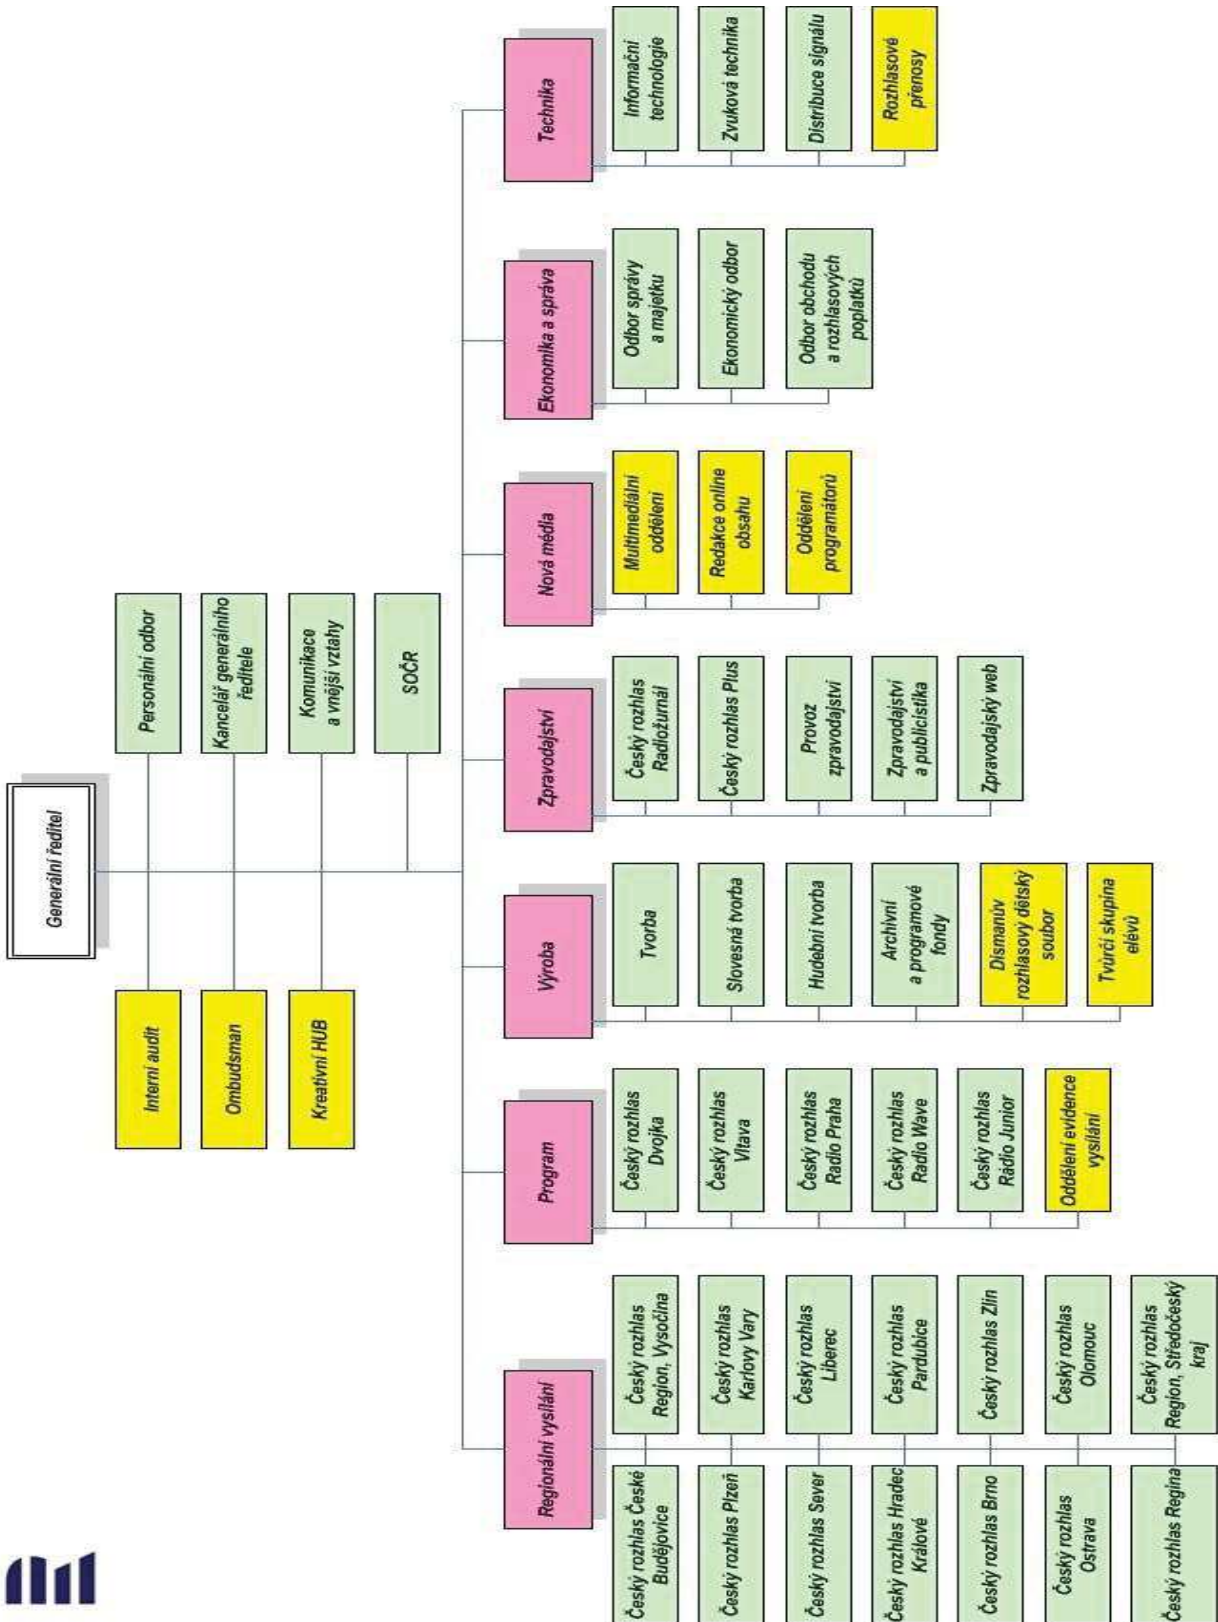 Generální ředitel
Interní audit
Ombudsman
Kreativní HUB
Personální odbor
Kancelář generálního
ředitele
Komunikace
a vnější vztahy
SOČR
Regionální vysílání
Český rozhlas České
Budějovice
Český rozhlas Plzeň
Český rozhlas Sever
Český rozhlas Hradec
Králové
Český rozhlas Brno
Český rozhlas
Ostrava
Český rozhlas Regina
Český rozhlas
Region, Vysočina
Český rozhlas
Karlovy Vary
Český rozhlas
Liberec
Český rozhlas
Pardubice
Český rozhlas Zlín
Český rozhlas
Olomouc
Český rozhlas
Region, Středočeský
kraj
Program
Český rozhlas
Dvojka
Český rozhlas
Vltava
Český rozhlas
Radio Praha
Český rozhlas
Radio Wave
Český rozhlas
Rádio Junior
Oddělení evidence
vysílání
Výroba
Tvorba
Slovesná tvorba
Hudební tvorba
Archivní
a programové
fondy
Dismanův
rozhlasový dětský
soubor
Tvůrčí skupina
elévů
Zpravodajství
Český rozhlas
Radiožurnál
Český rozhlas Plus
Provoz
zpravodajství
Zpravodajství
a publicistika
Zpravodajský web
Nová média
Multimediální
oddělení
Redakce online
obsahu
Oddělení
programátorů
Ekonomika a správa
Odbor správy
a majetku
Ekonomický odbor
Odbor obchodu
a rozhlasových
poplatků
Technika
Informační
technologie
Zvuková technika
Distribuce signálu
Rozhlasové
přenosy